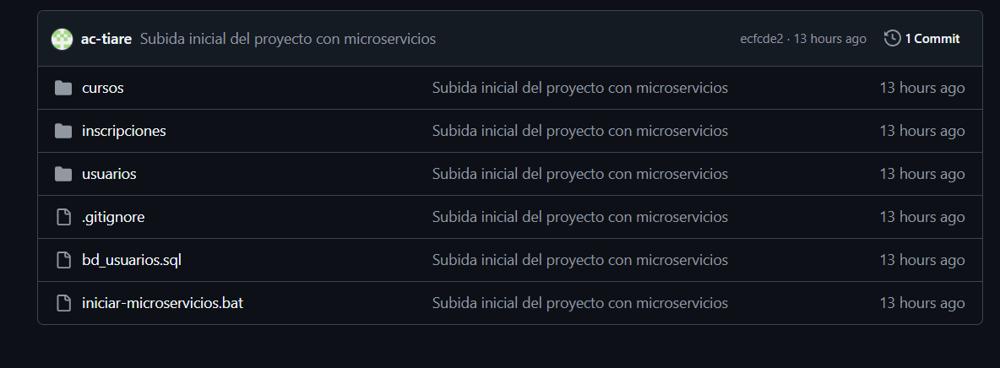 ac-tiare Subida inicial del proyecto con microservicios ecfcde2 · 13 hours ago 1 Commit
cursos Subida inicial del proyecto con microservicios 13 hours ago
inscripciones Subida inicial del proyecto con microservicios 13 hours ago
usuarios Subida inicial del proyecto con microservicios 13 hours ago
.gitignore Subida inicial del proyecto con microservicios 13 hours ago
bd_usuarios.sql Subida inicial del proyecto con microservicios 13 hours ago
iniciar-microservicios.bat Subida inicial del proyecto con microservicios 13 hours ago